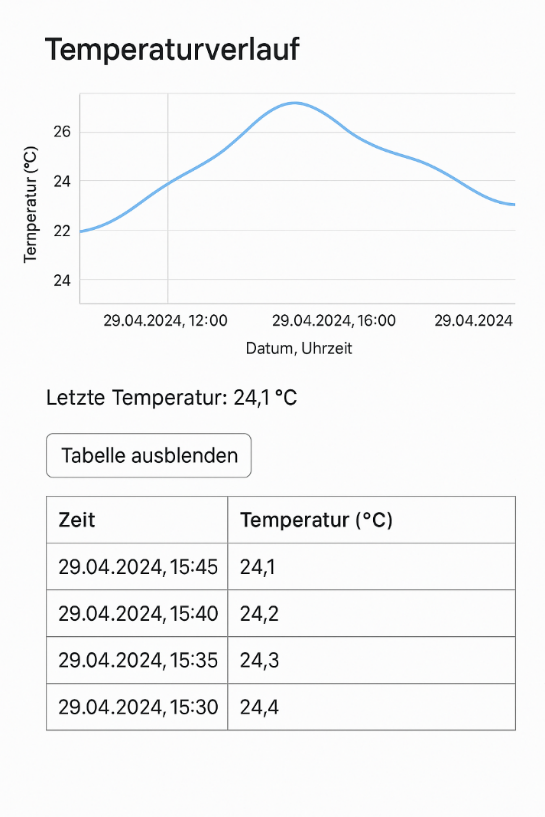 Temperaturverlauf
Temperatur (°C)
26
24
22
24
29.04.2024, 12:00 29.04.2024, 16:00 29.04.2024
Datum, Uhrzeit
Letzte Temperatur: 24,1 °C
Tabelle ausblenden
Zeit Temperatur (°C)
29.04.2024, 15:45 24,1
29.04.2024, 15:40 24,2
29.04.2024, 15:35 24,3
29.04.2024, 15:30 24,4